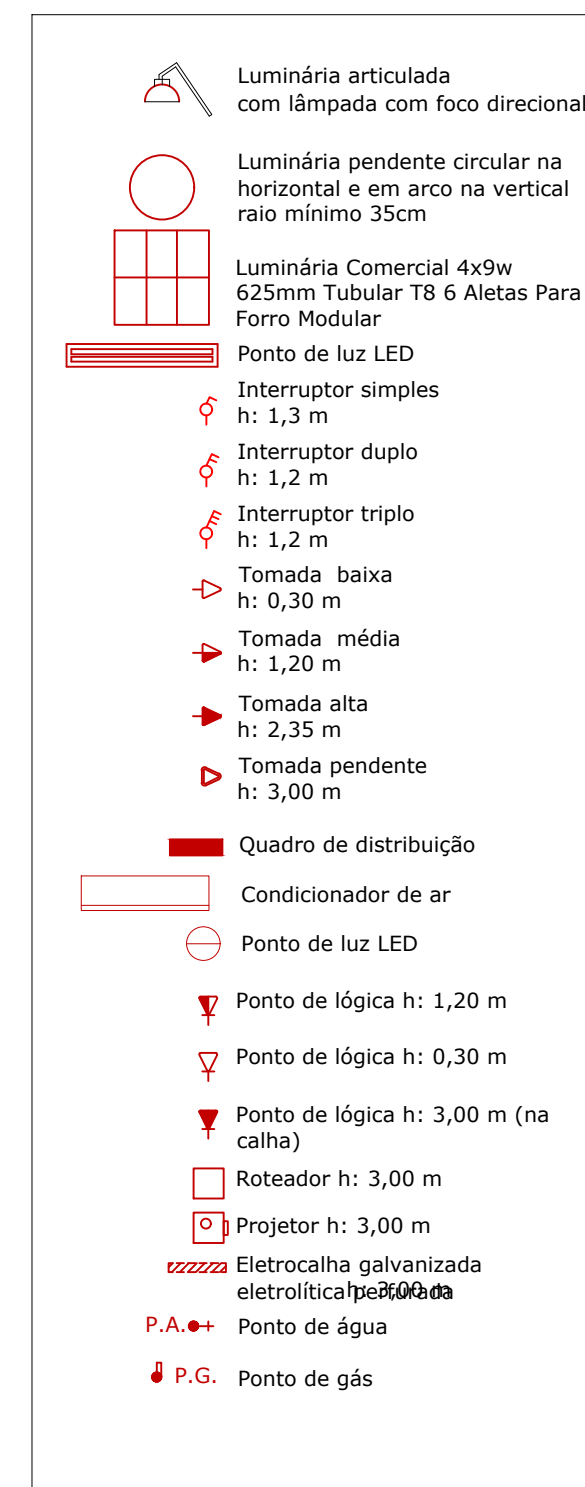 Luminária articulada
com lâmpada com foco direcional
Luminária pendente circular na
horizontal e em arco na vertical
raio mínimo 35cm
Luminária Comercial 4x9w
625mm Tubular T8 6 Aletas Para
Forro Modular
Ponto de luz LED
Interruptor simples
h: 1,3 m
Interruptor duplo
h: 1,2 m
Interruptor triplo
h: 1,2 m
Tomada baixa
h: 0,30 m
Tomada média
h: 1,20 m
Tomada alta
h: 2,35 m
Tomada pendente
h: 3,00 m
Quadro de distribuição
Condicionador de ar
Ponto de luz LED
Ponto de lógica h: 1,20 m
Ponto de lógica h: 0,30 m
Ponto de lógica h: 3,00 m (na
calha)
Roteador h: 3,00 m
Projetor h: 3,00 m
Eletrocalha galvanizada
eletrolítica perfurada
h: 3,00 m
P.A. Ponto de água
P.G. Ponto de gás